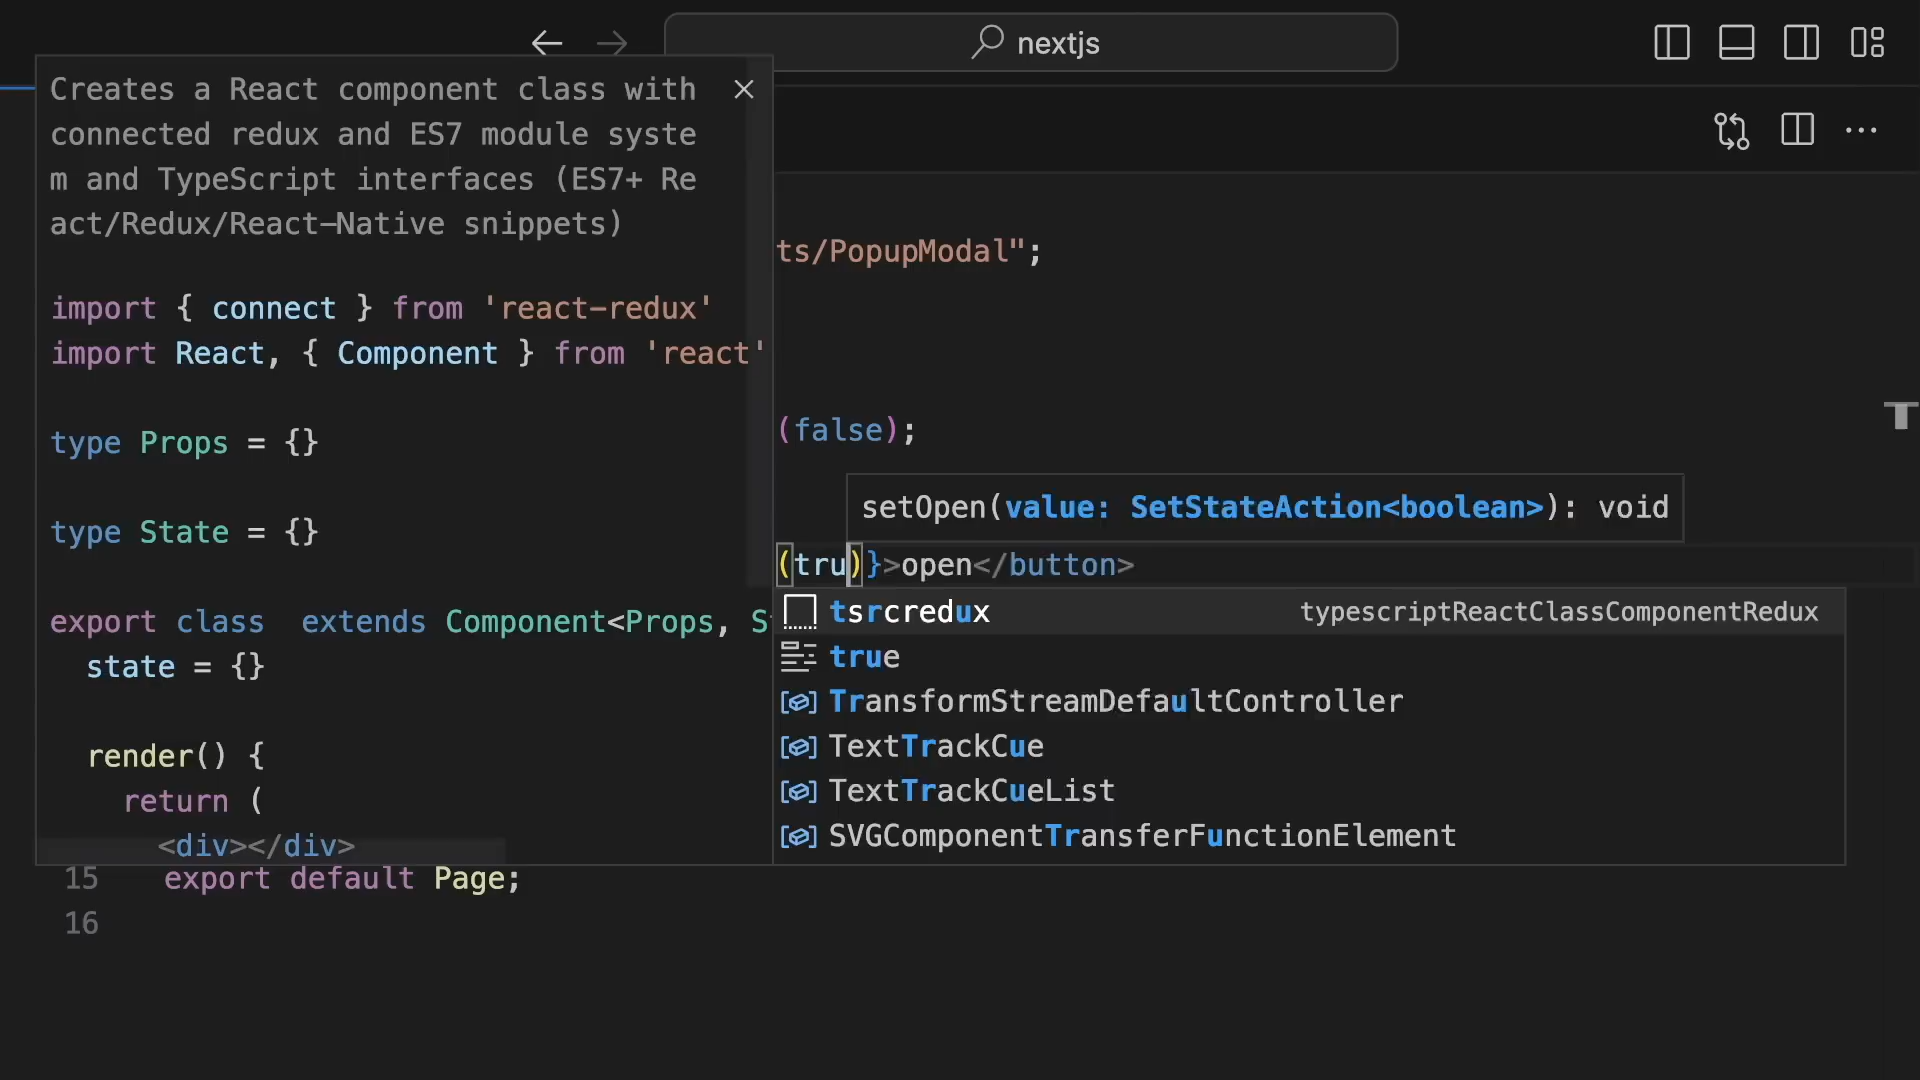 nextjs
Creates a React component class with
connected redux and ES7 module syste
m and TypeScript interfaces (ES7+ Re
act/Redux/React-Native snippets)
import { connect } from 'react-redux'
import React, { Component } from 'react'
type Props = {}
type State = {}
export class  extends Component<Props, S
state = {}
render() {
return (
<div></div>
ts/PopupModal";
(false);
setOpen(value: SetStateAction<boolean>): void
(tru)}>open</button>
tsrcredux typescriptReactClassComponentRedux
true
TransformStreamDefaultController
TextTrackCue
TextTrackCueList
SVGComponentTransferFunctionElement
15 export default Page;
16